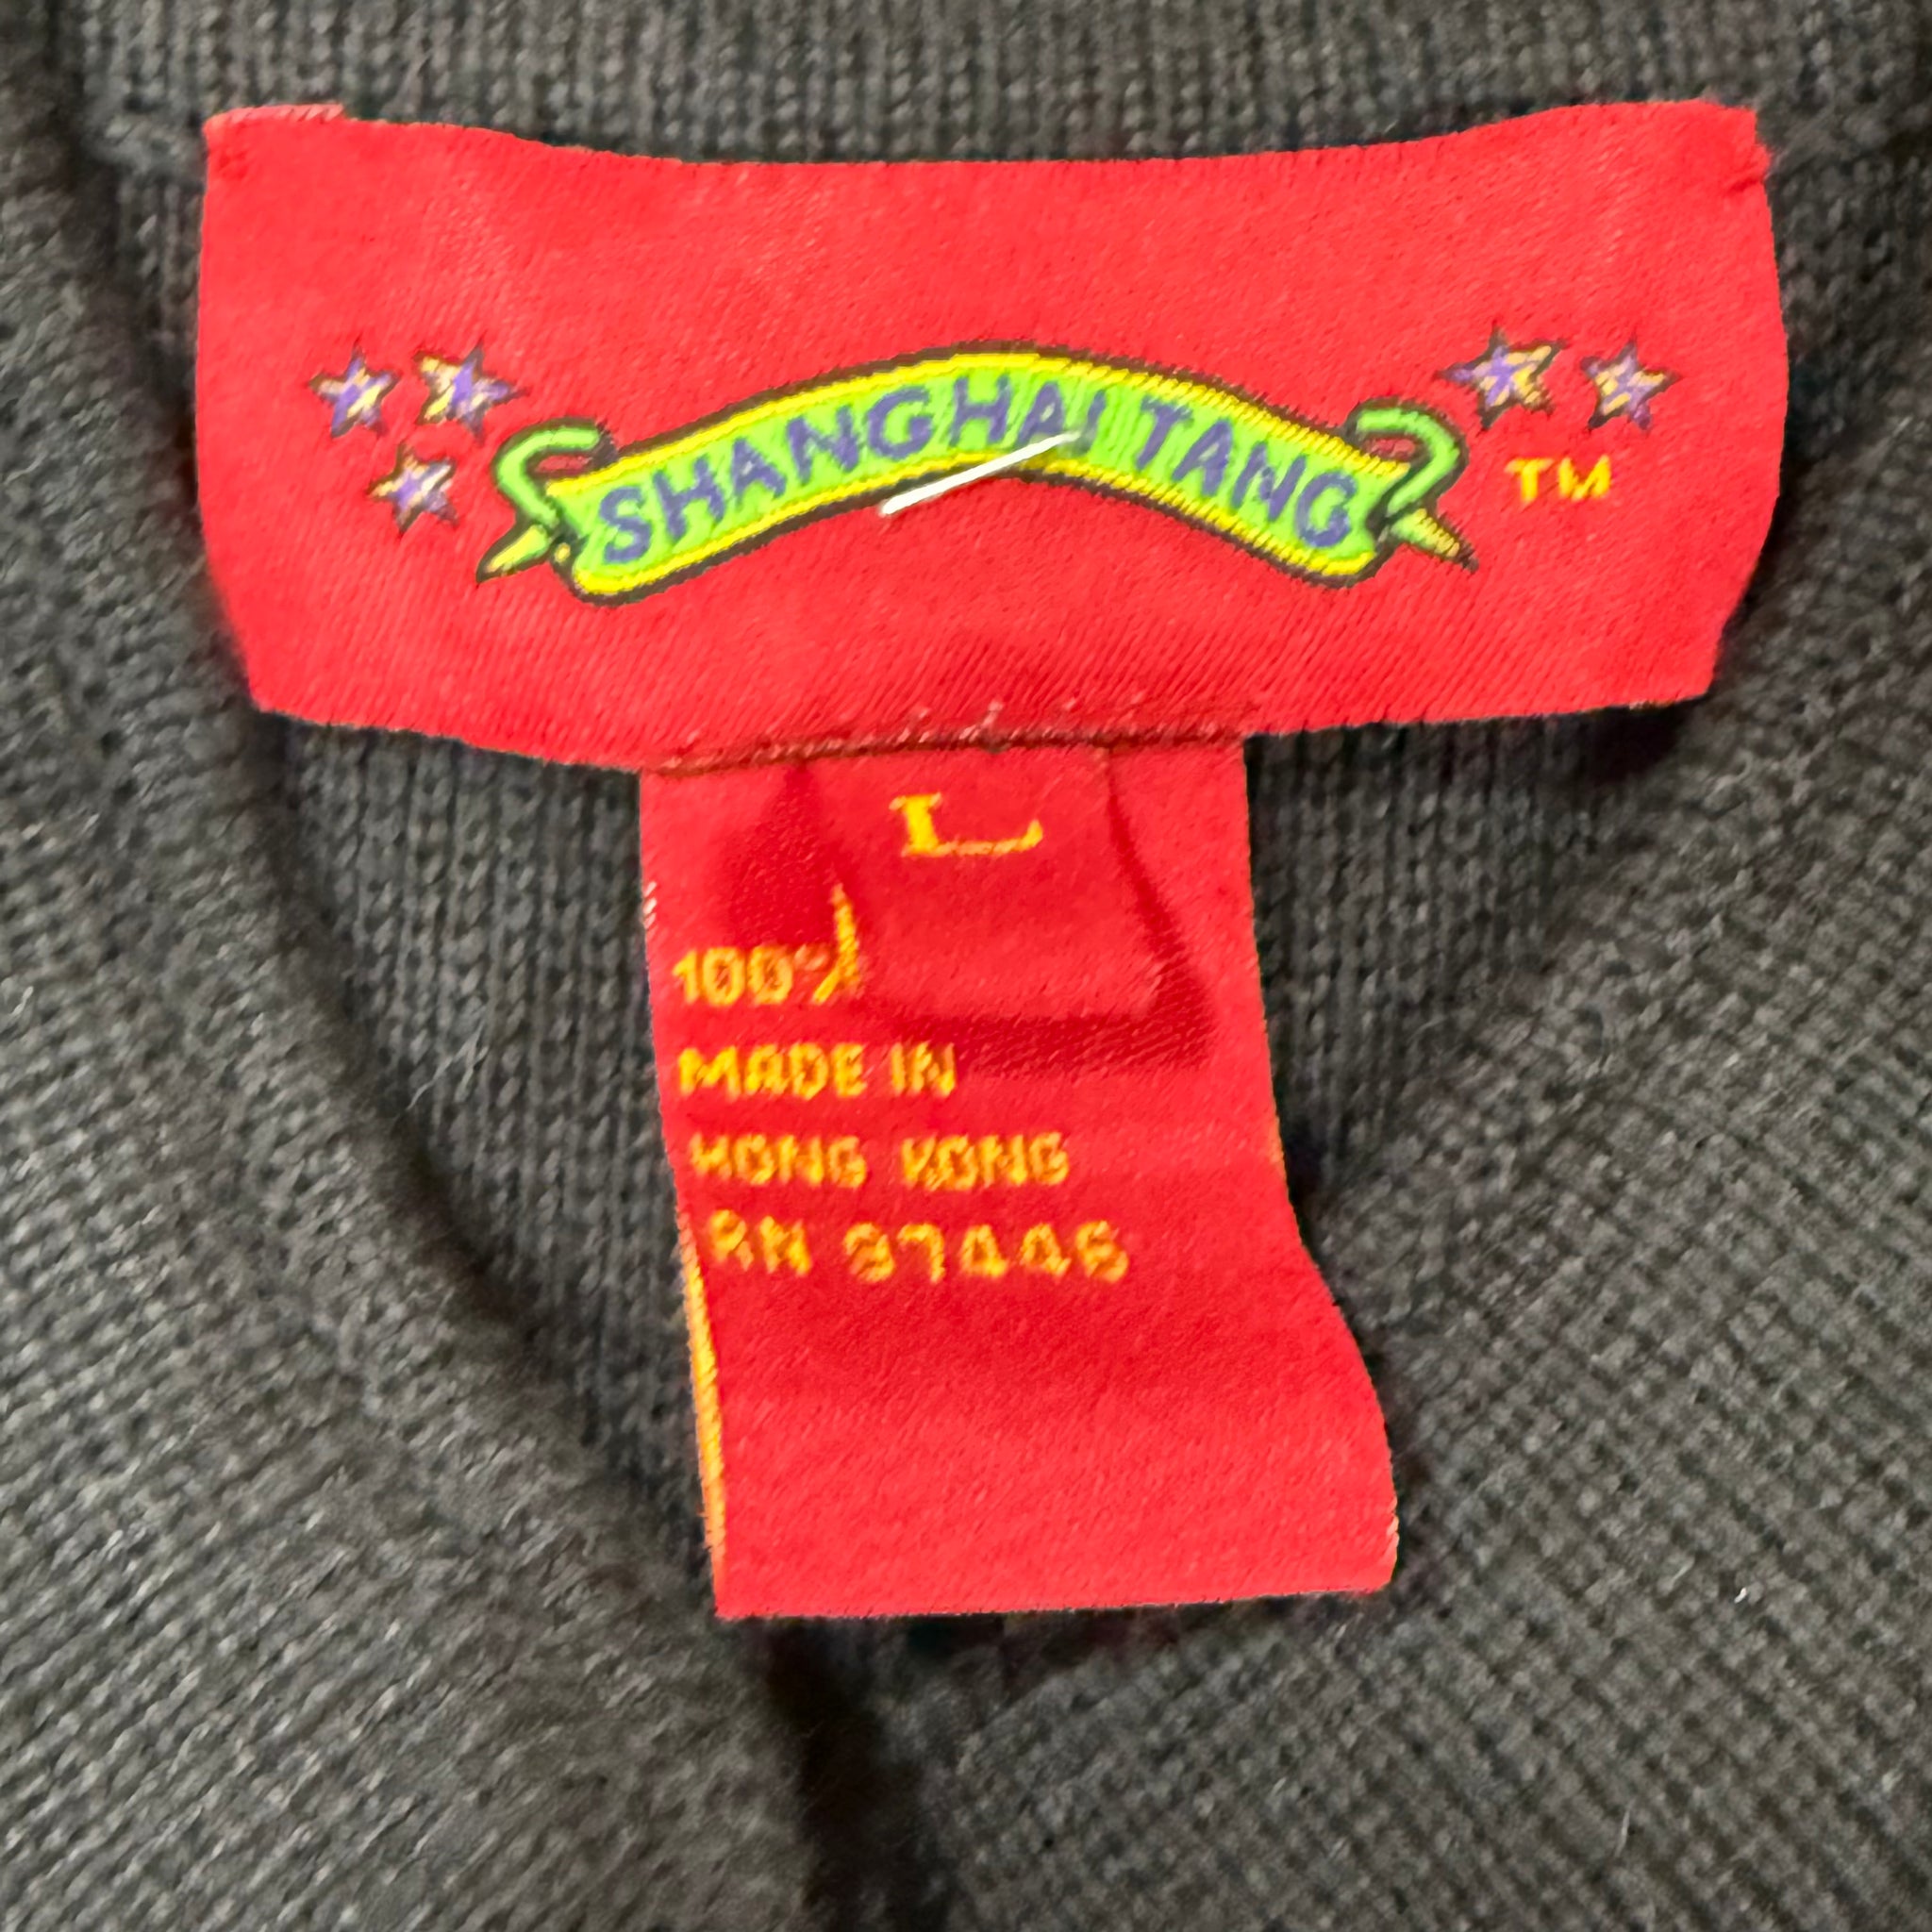 SHANGHAI TANG
TM
L
100%
MADE IN
HONG KONG
RN 97446